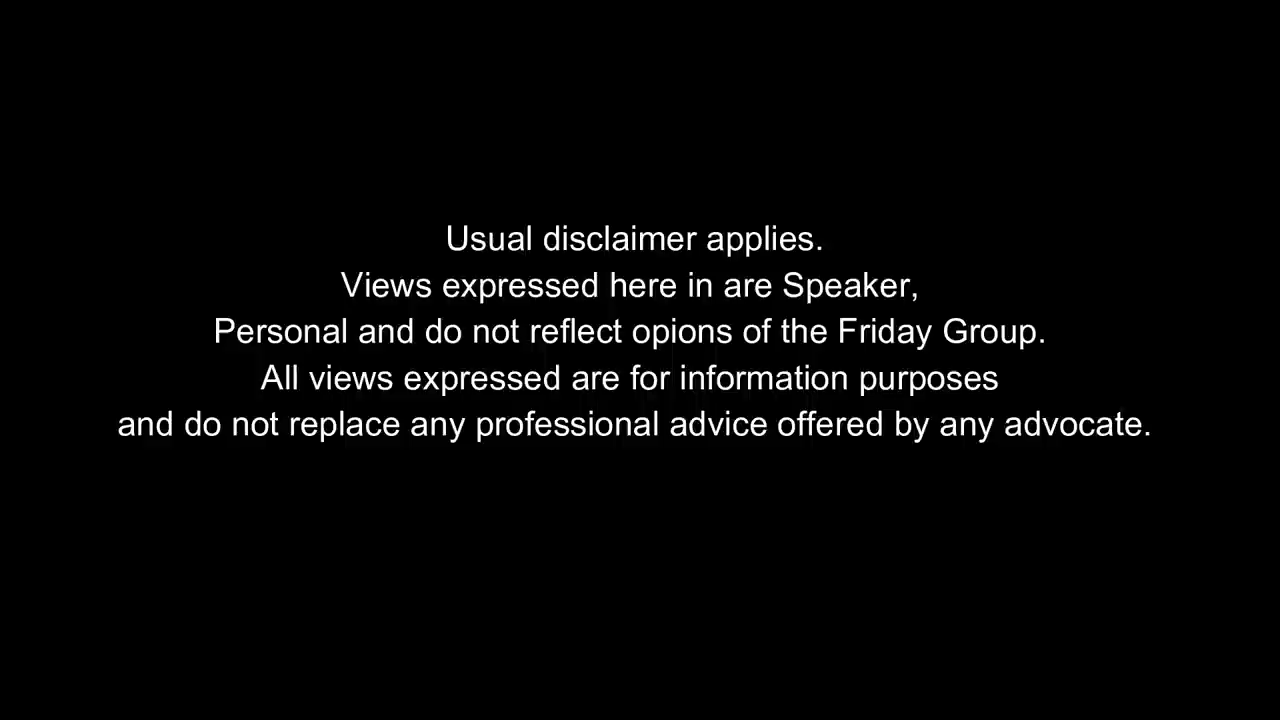 Usual disclaimer applies.
Views expressed here in are Speaker,
Personal and do not reflect opions of the Friday Group.
All views expressed are for information purposes
and do not replace any professional advice offered by any advocate.